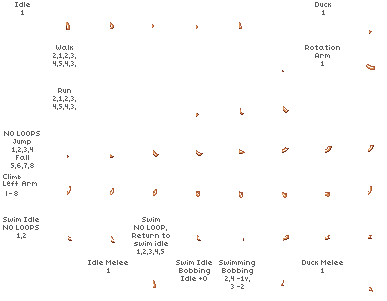 Idle
1
Duck
1
Walk
2,1,2,3,
4,5,4,3,
Rotation
Arm
1
Run
2,1,2,3,
4,5,4,3,
NO LOOPS
Jump
1,2,3,4
Fall
5,6,7,8
Climb
Left Arm
1-8
Swim Idle
NO LOOPS
1,2
Swim
NO LOOP,
Return to
swim idle
1,2,3,4,5
Idle Melee
1
Swim Idle
Bobbing
Idle +0
Swimming
Bobbing
2,4 -1v,
3 -2
Duck Melee
1